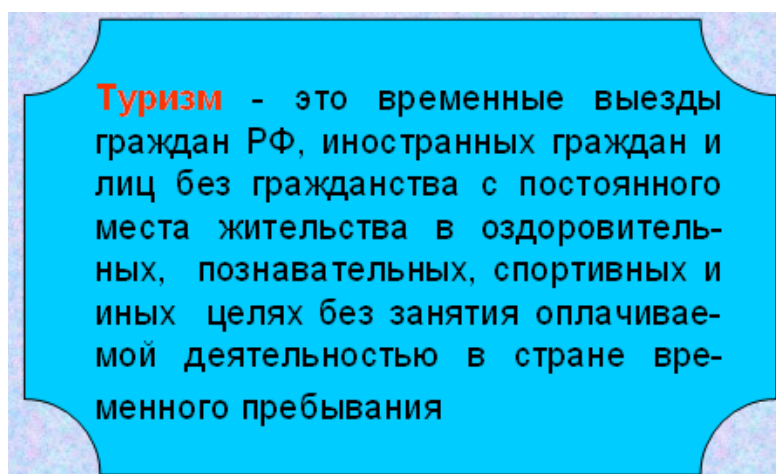 Туризм - это временные выезды
граждан РФ, иностранных граждан и
лиц без гражданства с постоянного
места жительства в оздоровитель-
ных, познавательных, спортивных и
иных целях без занятия оплачивае-
мой деятельностью в стране вре-
менного пребывания